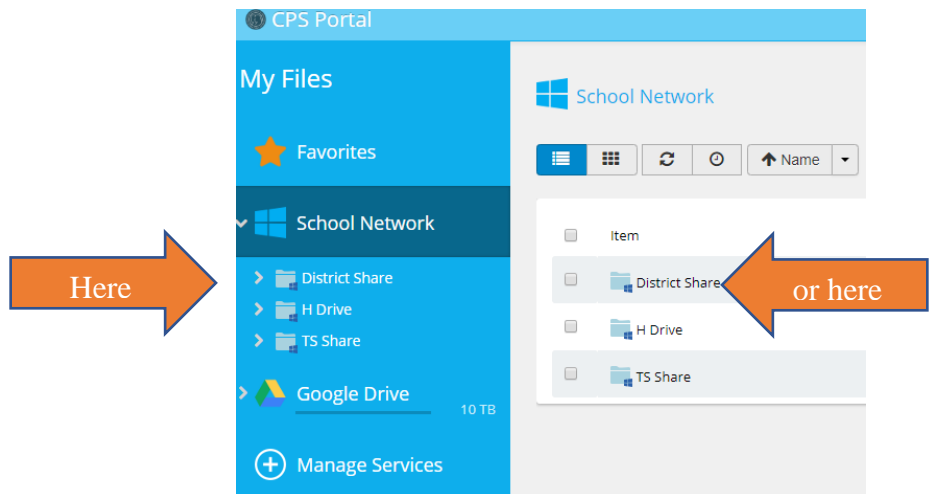 CPS Portal
My Files
Favorites
School Network
District Share
H Drive
TS Share
Google Drive
10 TB
Manage Services
School Network
Name
Item
District Share
H Drive
TS Share
Here
or here